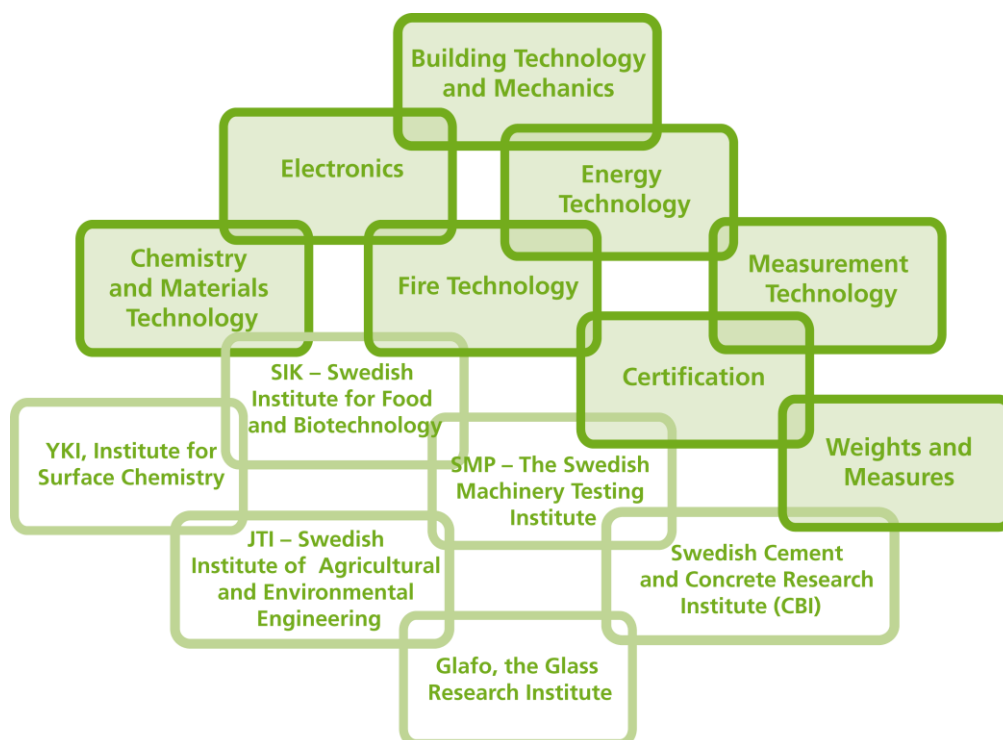 Building Technology
and Mechanics
Electronics
Energy
Technology
Chemistry
and Materials
Technology
Fire Technology
Measurement
Technology
SIK – Swedish
Institute for Food
and Biotechnology
Certification
YKI, Institute for
Surface Chemistry
SMP – The Swedish
Machinery Testing
Institute
Weights and
Measures
JTI – Swedish
Institute of Agricultural
and Environmental
Engineering
Swedish Cement
and Concrete Research
Institute (CBI)
Glafo, the Glass
Research Institute